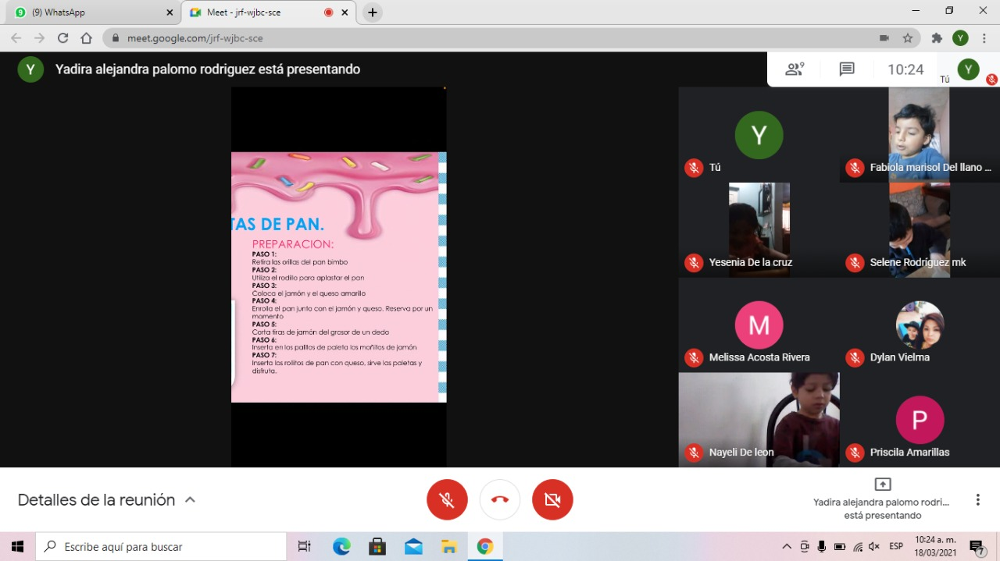 (9) WhatsApp
Meet - jrf-wjbc-sce
meet.google.com/jrf-wjbc-sce
Y
Y
Yadira alejandra palomo rodriguez está presentando
9
10:24
Tú
Y
Y
Tú
Fabiola marisol Del llano ...
Yesenia De la cruz
Selene Rodríguez mk
M
Melissa Acosta Rivera
Dylan Vielma
Nayeli De leon
P
Priscila Amarillas
TAS DE PAN.
PREPARACION:
PASO 1:
Retira las orillas del pan bimbo
PASO 2:
Utiliza el rodillo para aplastar el pan
PASO 3:
Coloca el jamón y el queso amarillo
PASO 4:
Enrolla el pan junto con el jamón y queso. Reserva por un
momento
PASO 5:
Corta tiras de jamón del grosor de un dedo
PASO 6:
Inserta en los palitos de paleta los moñitos de jamón
PASO 7:
Inserta los rollitos de pan con queso, sirve las paletas y
disfruta.
Detalles de la reunión
Yadira alejandra palomo rodri...
está presentando
Escribe aquí para buscar
ESP
10:24 a. m.
18/03/2021
7